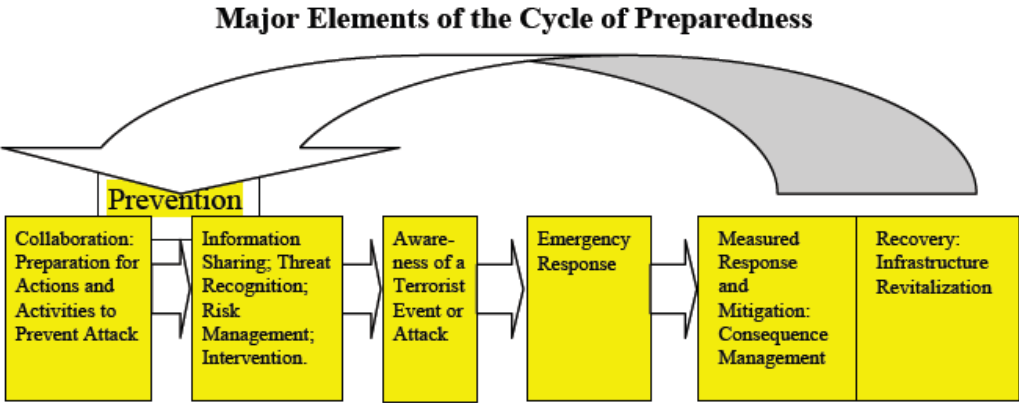 Major Elements of the Cycle of Preparedness
Prevention
Collaboration:
Preparation for
Actions and
Activities to
Prevent Attack
Information
Sharing; Threat
Recognition;
Risk
Management;
Intervention.
Aware-
ness of a
Terrorist
Event or
Attack
Emergency
Response
Measured
Response
and
Mitigation:
Consequence
Management
Recovery:
Infrastructure
Revitalization